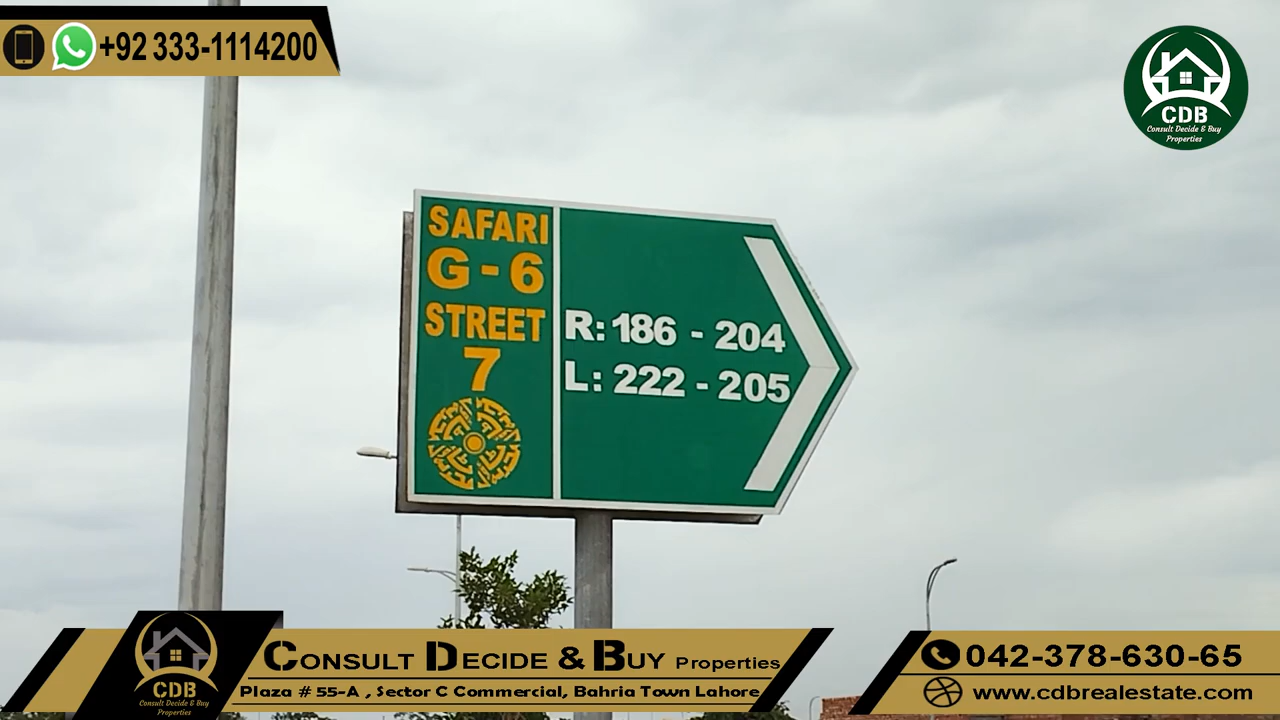 +92 333-1114200
CDB
Consult Decide & Buy
Properties
SAFARI
G - 6
STREET
7
R: 186 - 204
L: 222 - 205
CDB
Consult Decide & Buy
Properties
CONSULT DECIDE & BUY Properties
Plaza # 55-A , Sector C Commercial, Bahria Town Lahore
042-378-630-65
www.cdbrealestate.com